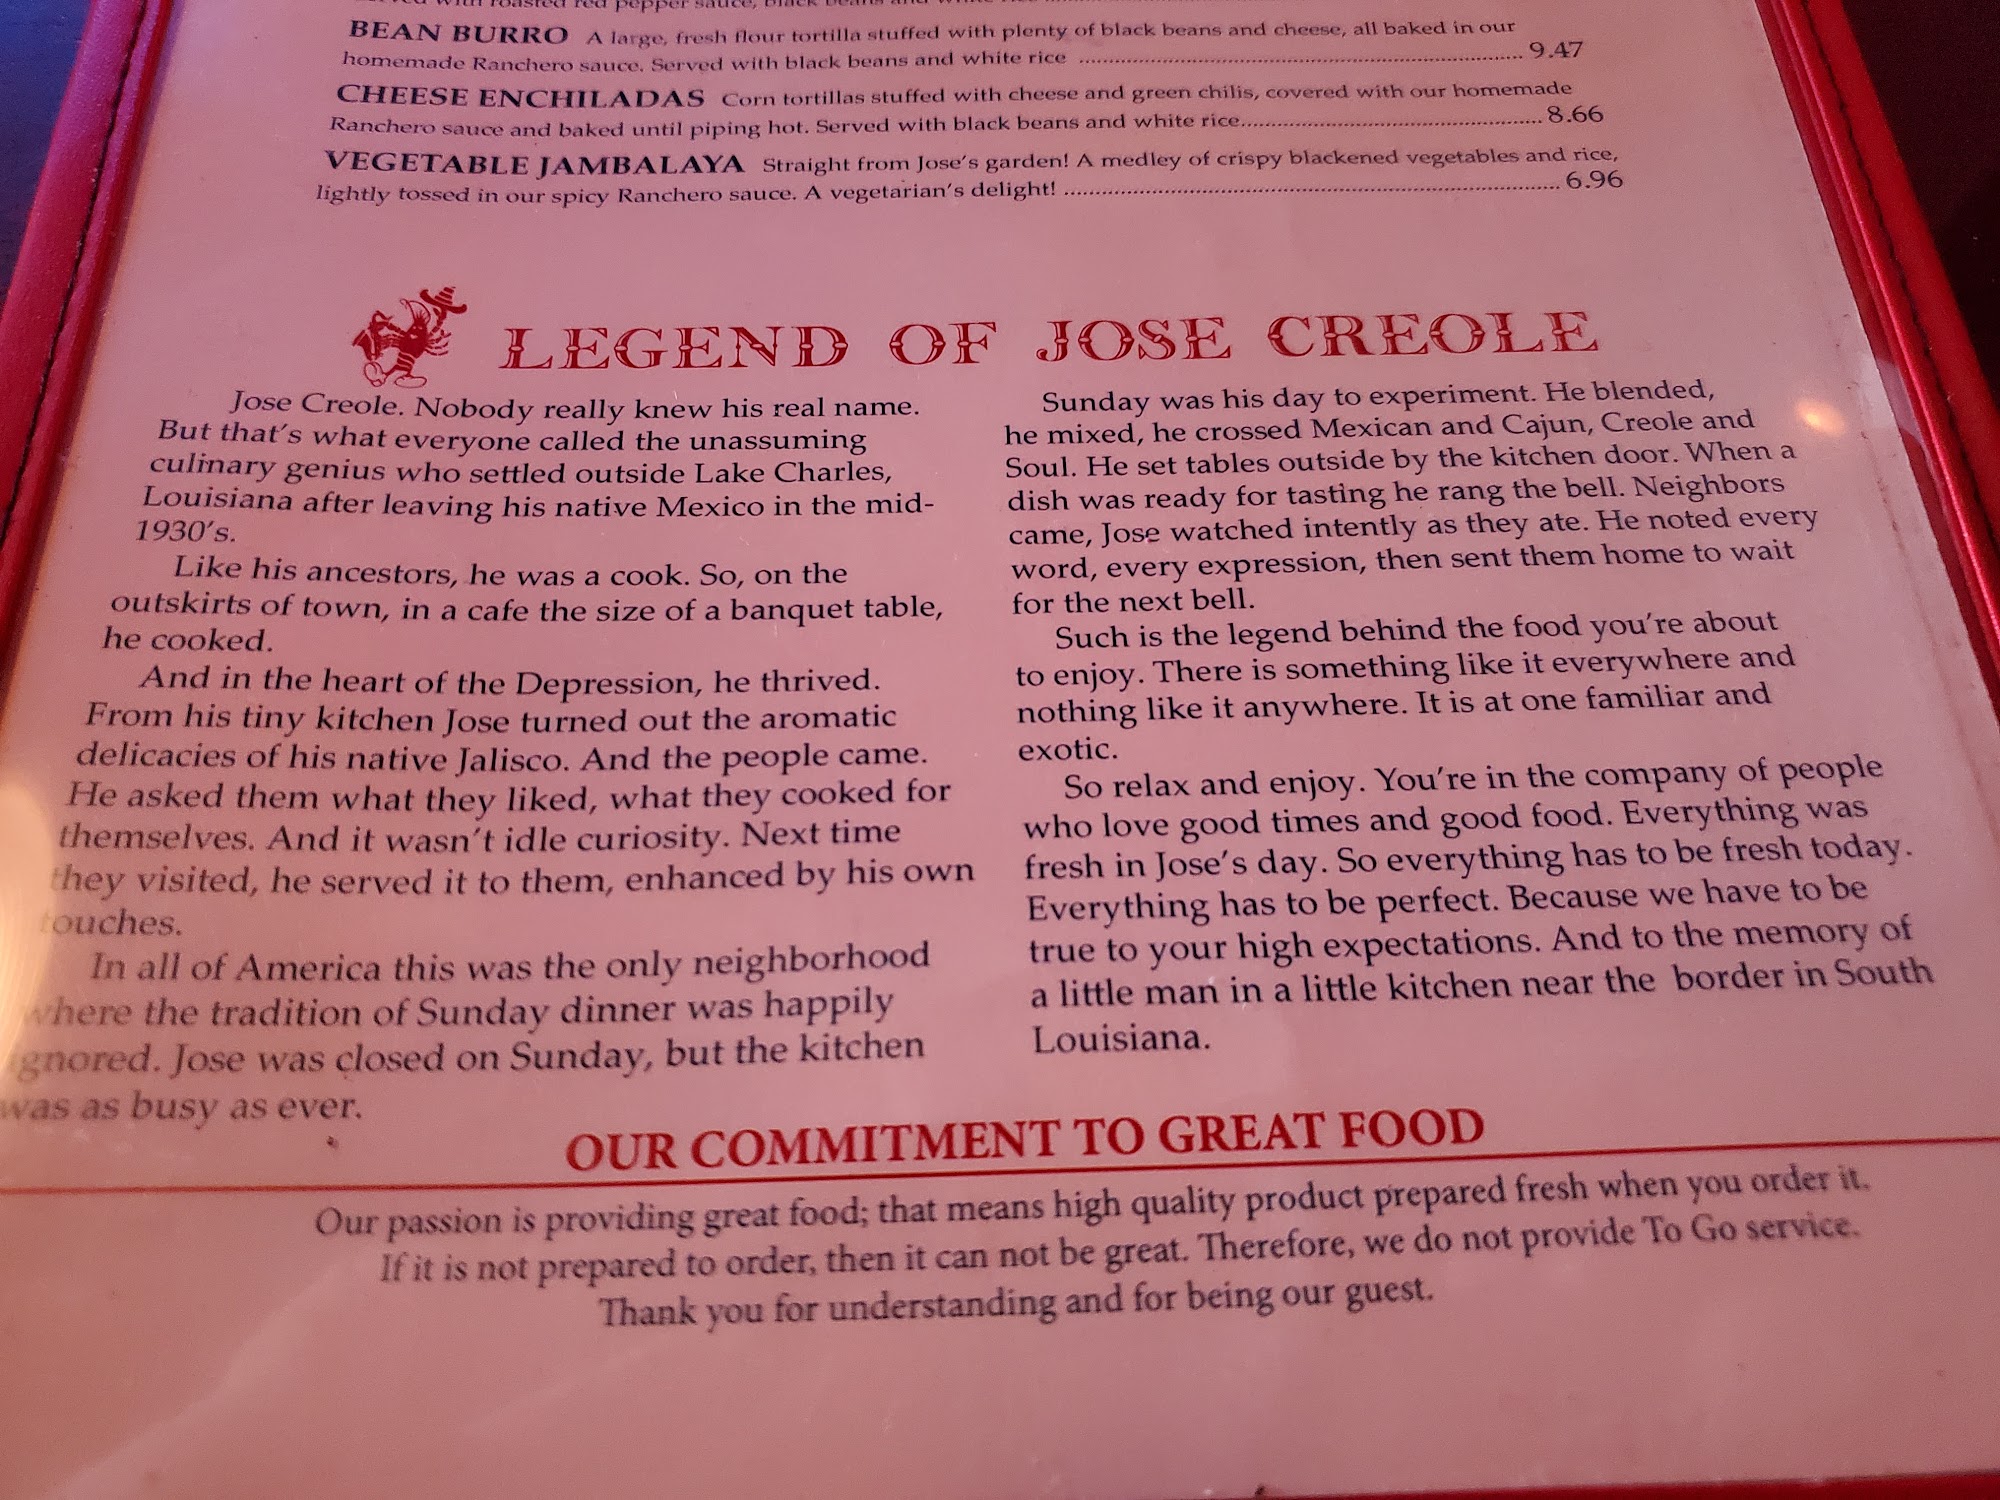 served with roasted red pepper sauce, black beans and white rice
BEAN BURRO A large, fresh flour tortilla stuffed with plenty of black beans and cheese, all baked in our
homemade Ranchero sauce. Served with black beans and white rice ........ 9.47
CHEESE ENCHILADAS Corn tortillas stuffed with cheese and green chilis, covered with our homemade
Ranchero sauce and baked until piping hot. Served with black beans and white rice........ 8.66
VEGETABLE JAMBALAYA Straight from Jose's garden! A medley of crispy blackened vegetables and rice,
lightly tossed in our spicy Ranchero sauce. A vegetarian's delight! ........ 6.96
LEGEND OF JOSE CREOLE
Jose Creole. Nobody really knew his real name.
But that's what everyone called the unassuming
culinary genius who settled outside Lake Charles,
Louisiana after leaving his native Mexico in the mid-
1930's.
Like his ancestors, he was a cook. So, on the
outskirts of town, in a cafe the size of a banquet table,
he cooked.
And in the heart of the Depression, he thrived.
From his tiny kitchen Jose turned out the aromatic
delicacies of his native Jalisco. And the people came.
He asked them what they liked, what they cooked for
themselves. And it wasn't idle curiosity. Next time
they visited, he served it to them, enhanced by his own
touches.
In all of America this was the only neighborhood
where the tradition of Sunday dinner was happily
ignored. Jose was closed on Sunday, but the kitchen
was as busy as ever.
Sunday was his day to experiment. He blended,
he mixed, he crossed Mexican and Cajun, Creole and
Soul. He set tables outside by the kitchen door. When a
dish was ready for tasting he rang the bell. Neighbors
came, Jose watched intently as they ate. He noted every
word, every expression, then sent them home to wait
for the next bell.
Such is the legend behind the food you're about
to enjoy. There is something like it everywhere and
nothing like it anywhere. It is at one familiar and
exotic.
So relax and enjoy. You're in the company of people
who love good times and good food. Everything was
fresh in Jose's day. So everything has to be fresh today.
Everything has to be perfect. Because we have to be
true to your high expectations. And to the memory of
a little man in a little kitchen near the border in South
Louisiana.
OUR COMMITMENT TO GREAT FOOD
Our passion is providing great food; that means high quality product prepared fresh when you order it.
If it is not prepared to order, then it can not be great. Therefore, we do not provide To Go service.
Thank you for understanding and for being our guest.